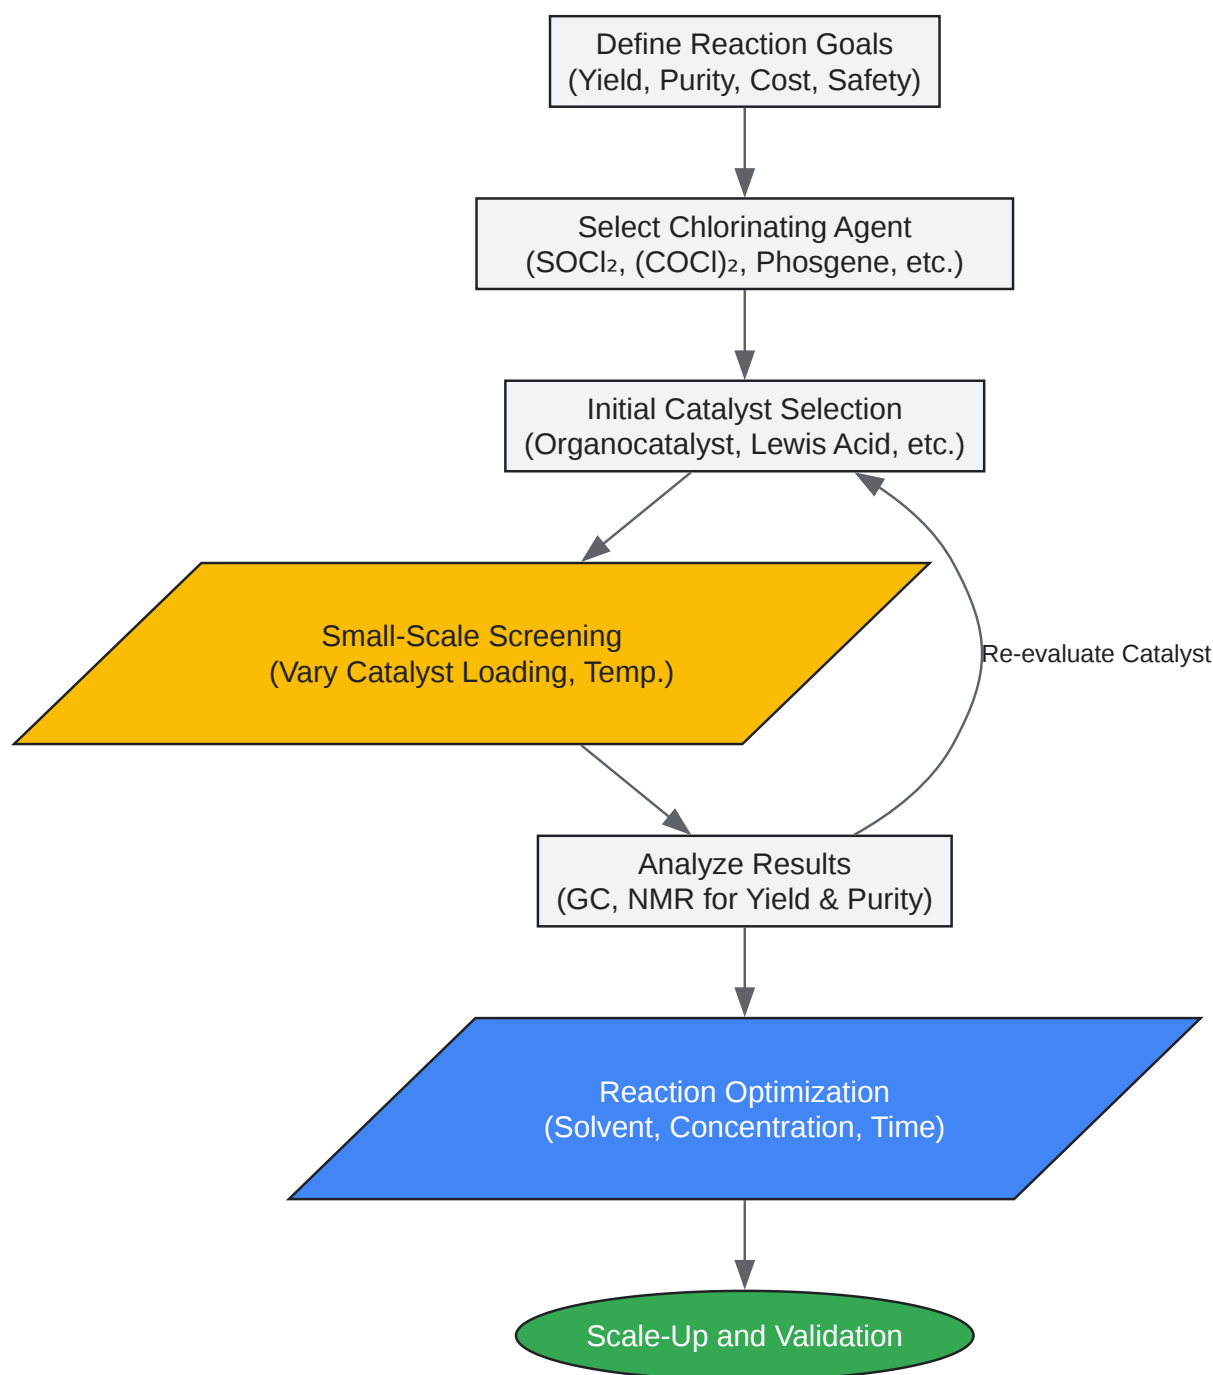 Define Reaction Goals
(Yield, Purity, Cost, Safety)
Select Chlorinating Agent
(SOCl₂, (COCl)₂, Phosgene, etc.)
Initial Catalyst Selection
(Organocatalyst, Lewis Acid, etc.)
Small-Scale Screening
(Vary Catalyst Loading, Temp.)
Re-evaluate Catalyst
Analyze Results
(GC, NMR for Yield & Purity)
Reaction Optimization
(Solvent, Concentration, Time)
Scale-Up and Validation